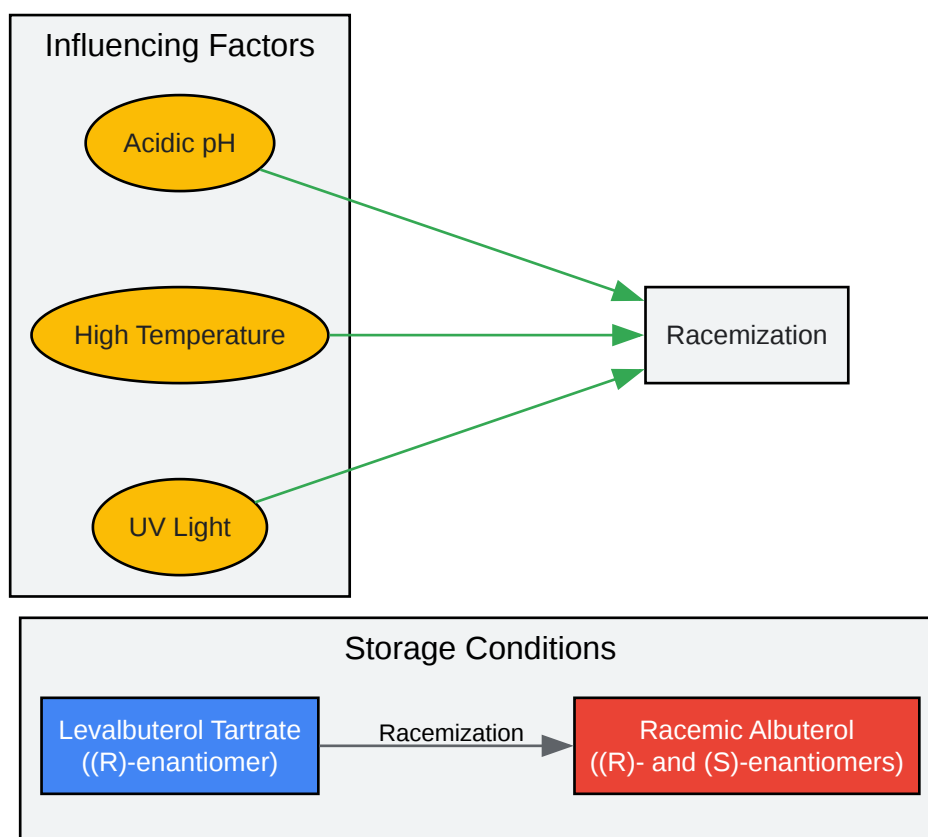 Influencing Factors
Acidic pH
High Temperature
Racemization
UV Light
Storage Conditions
Levalbuterol Tartrate
((R)-enantiomer)
Racemization
Racemic Albuterol
((R)- and (S)-enantiomers)